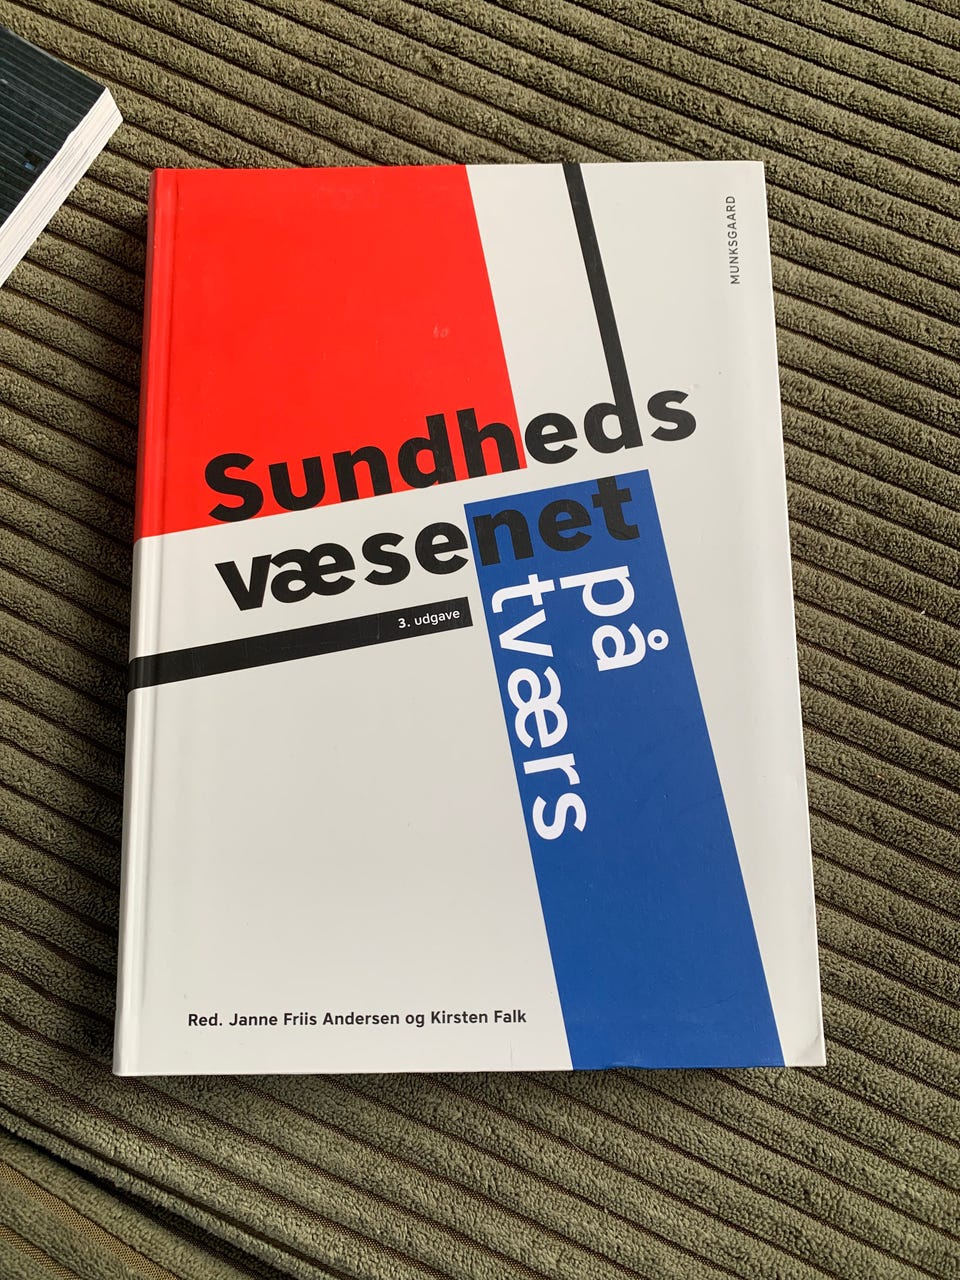 MUNKSGAARD
Sundheds
væsenet
på
tværs
3. udgave
Red. Janne Friis Andersen og Kirsten Falk